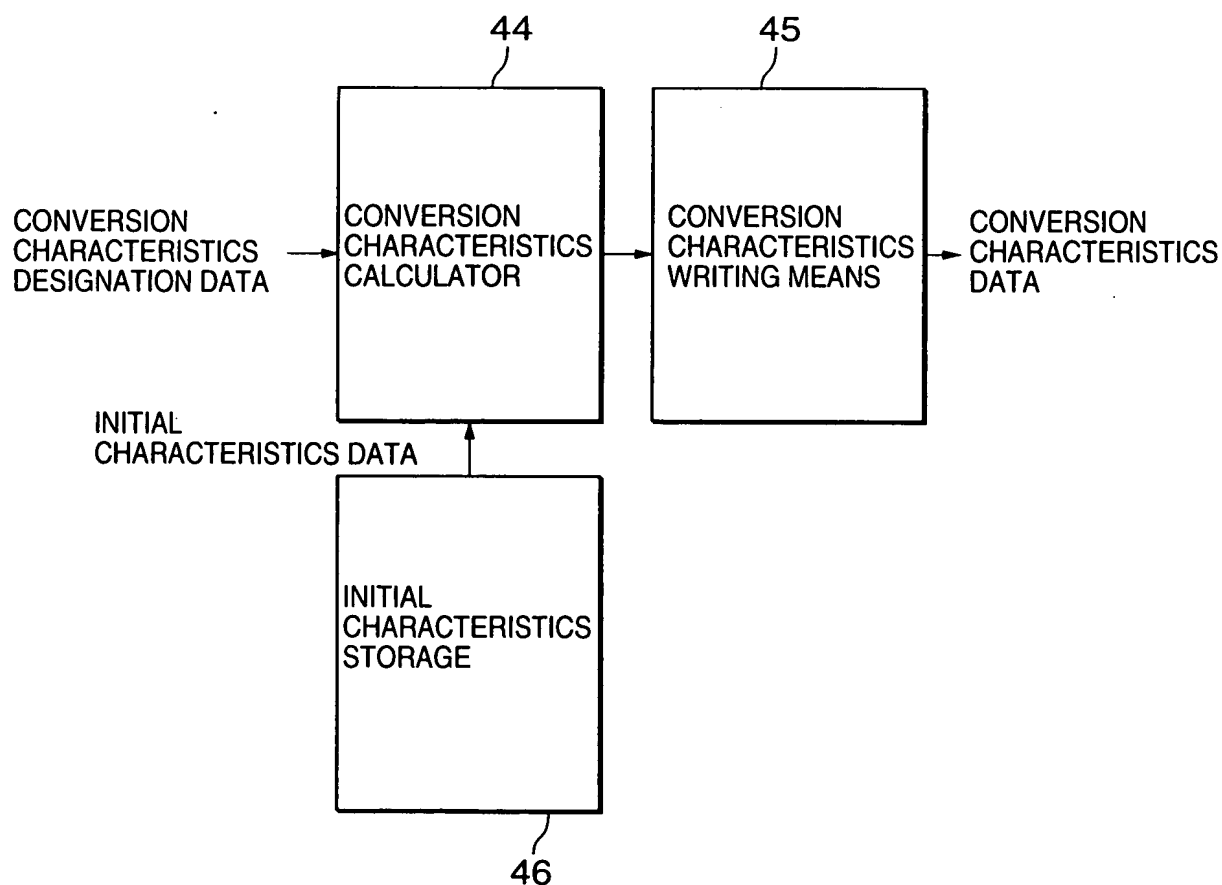 44
45
CONVERSION
CHARACTERISTICS
DESIGNATION DATA
CONVERSION
CHARACTERISTICS
CALCULATOR
CONVERSION
CHARACTERISTICS
WRITING MEANS
CONVERSION
CHARACTERISTICS
DATA
INITIAL
CHARACTERISTICS DATA
INITIAL
CHARACTERISTICS
STORAGE
46